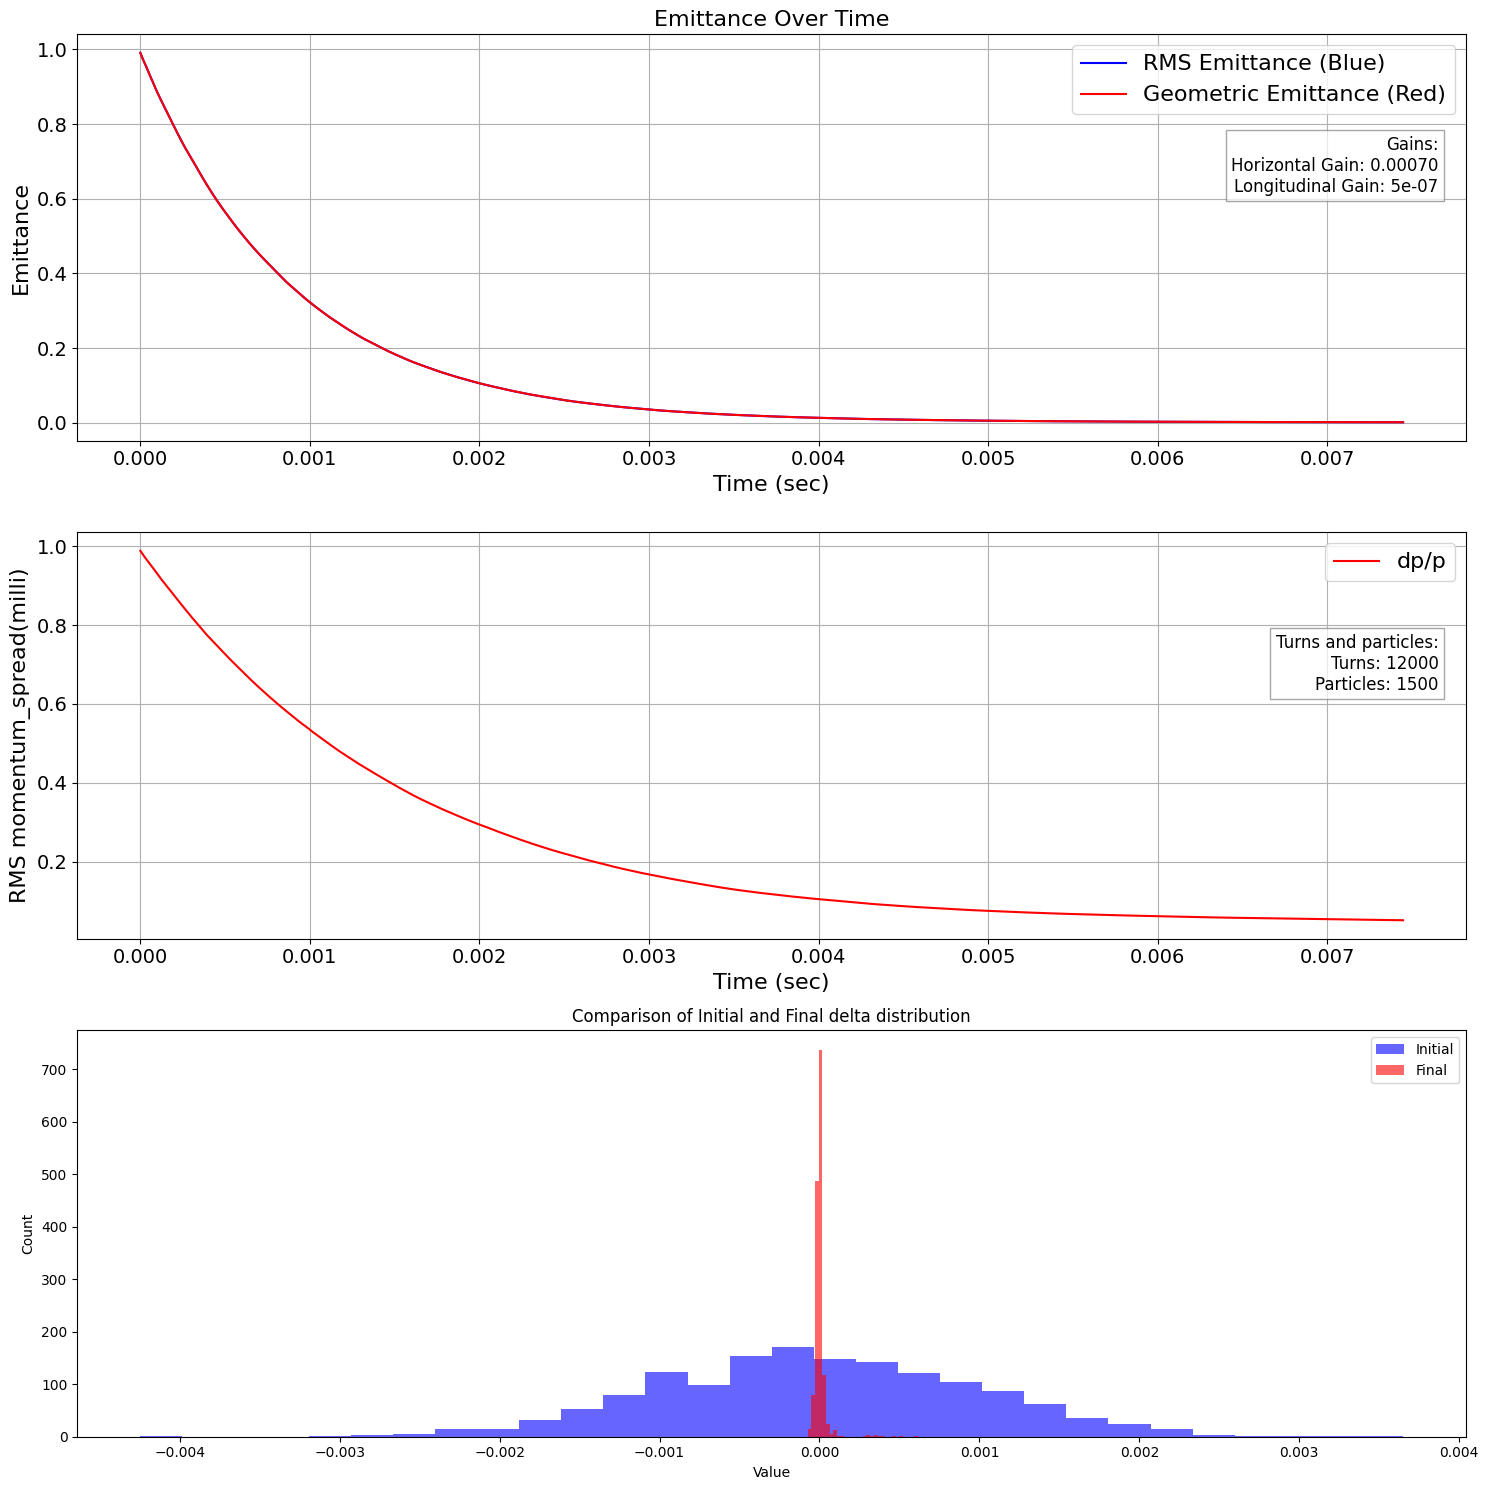 Emittance Over Time
1.0
0.8
0.6
0.4
0.2
0.0
Emittance
RMS Emittance (Blue)
Geometric Emittance (Red)
Gains:
Horizontal Gain: 0.00070
Longitudinal Gain: 5e-07
0.000 0.001 0.002 0.003 0.004 0.005 0.006 0.007
Time (sec)
1.0
0.8
0.6
0.4
0.2
RMS momentum_spread(milli)
dp/p
Turns and particles:
Turns: 12000
Particles: 1500
0.000 0.001 0.002 0.003 0.004 0.005 0.006 0.007
Time (sec)
Comparison of Initial and Final delta distribution
700
600
500
400
300
200
100
0
Count
Initial
Final
−0.004 −0.003 −0.002 −0.001 0.000 0.001 0.002 0.003 0.004
Value